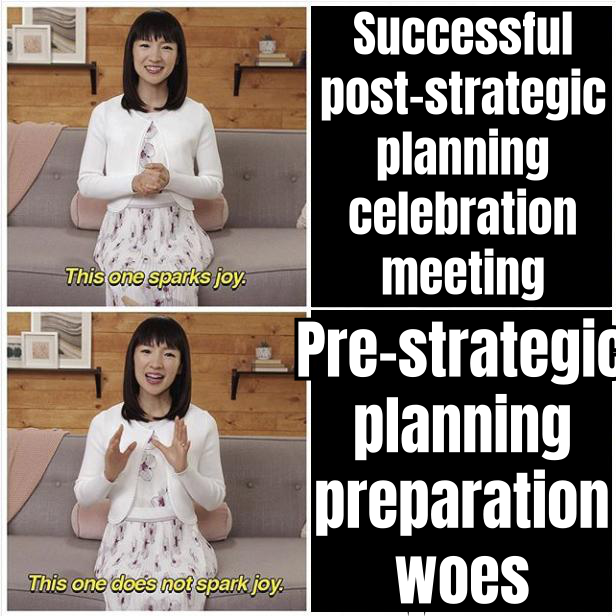 Successful
post-strategic
planning
celebration
meeting
This one sparks joy.
Pre-strategic
planning
preparation
woes
This one does not spark joy.